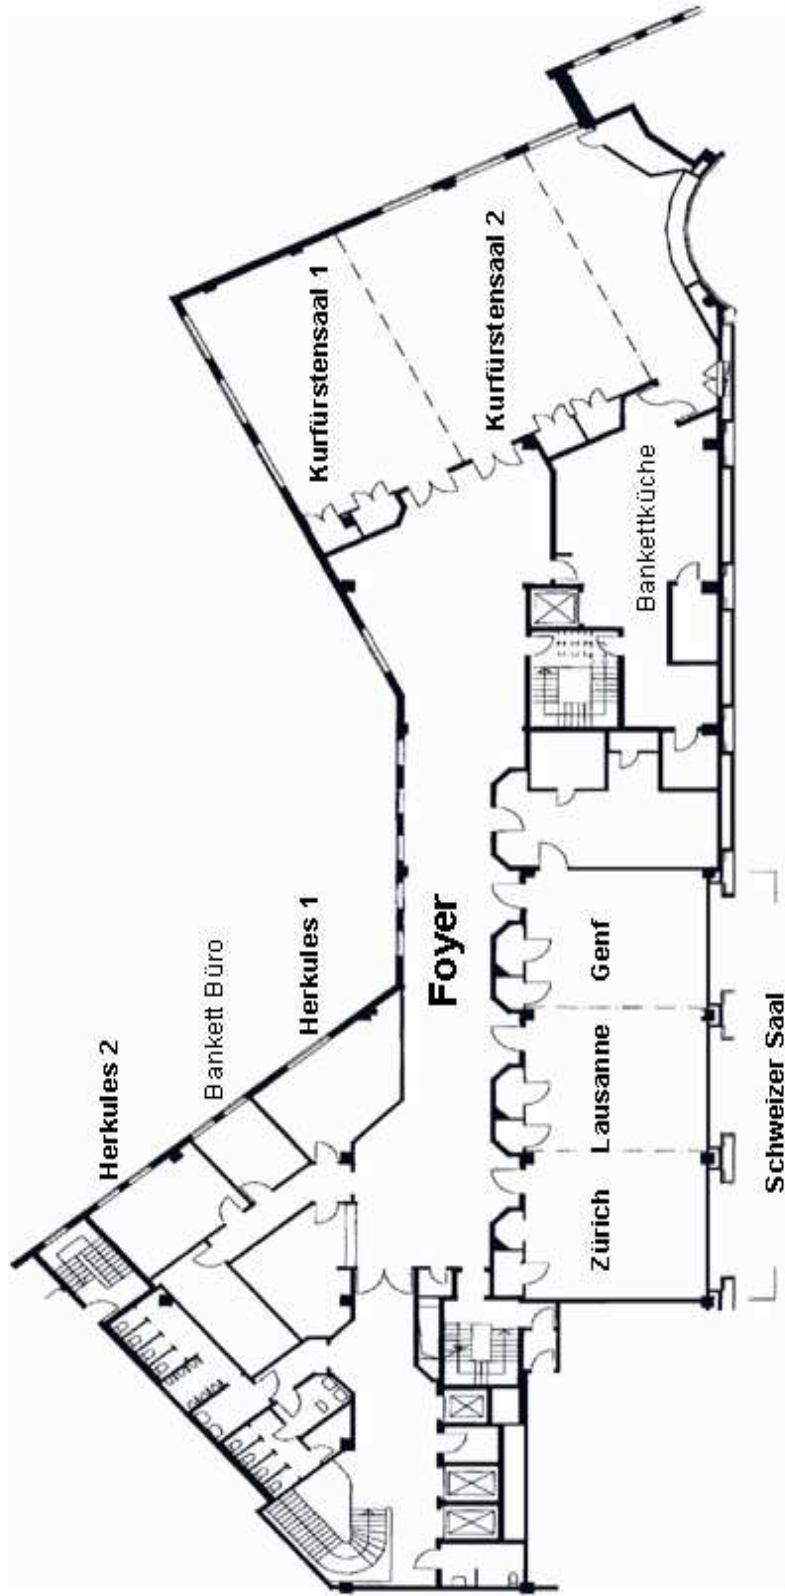 Kurfürstensaal 1
Kurfürstensaal 2
Bankettküche
Foyer
Herkules 1
Bankett Büro
Herkules 2
Genf
Lausanne
Zürich
Schweizer Saal